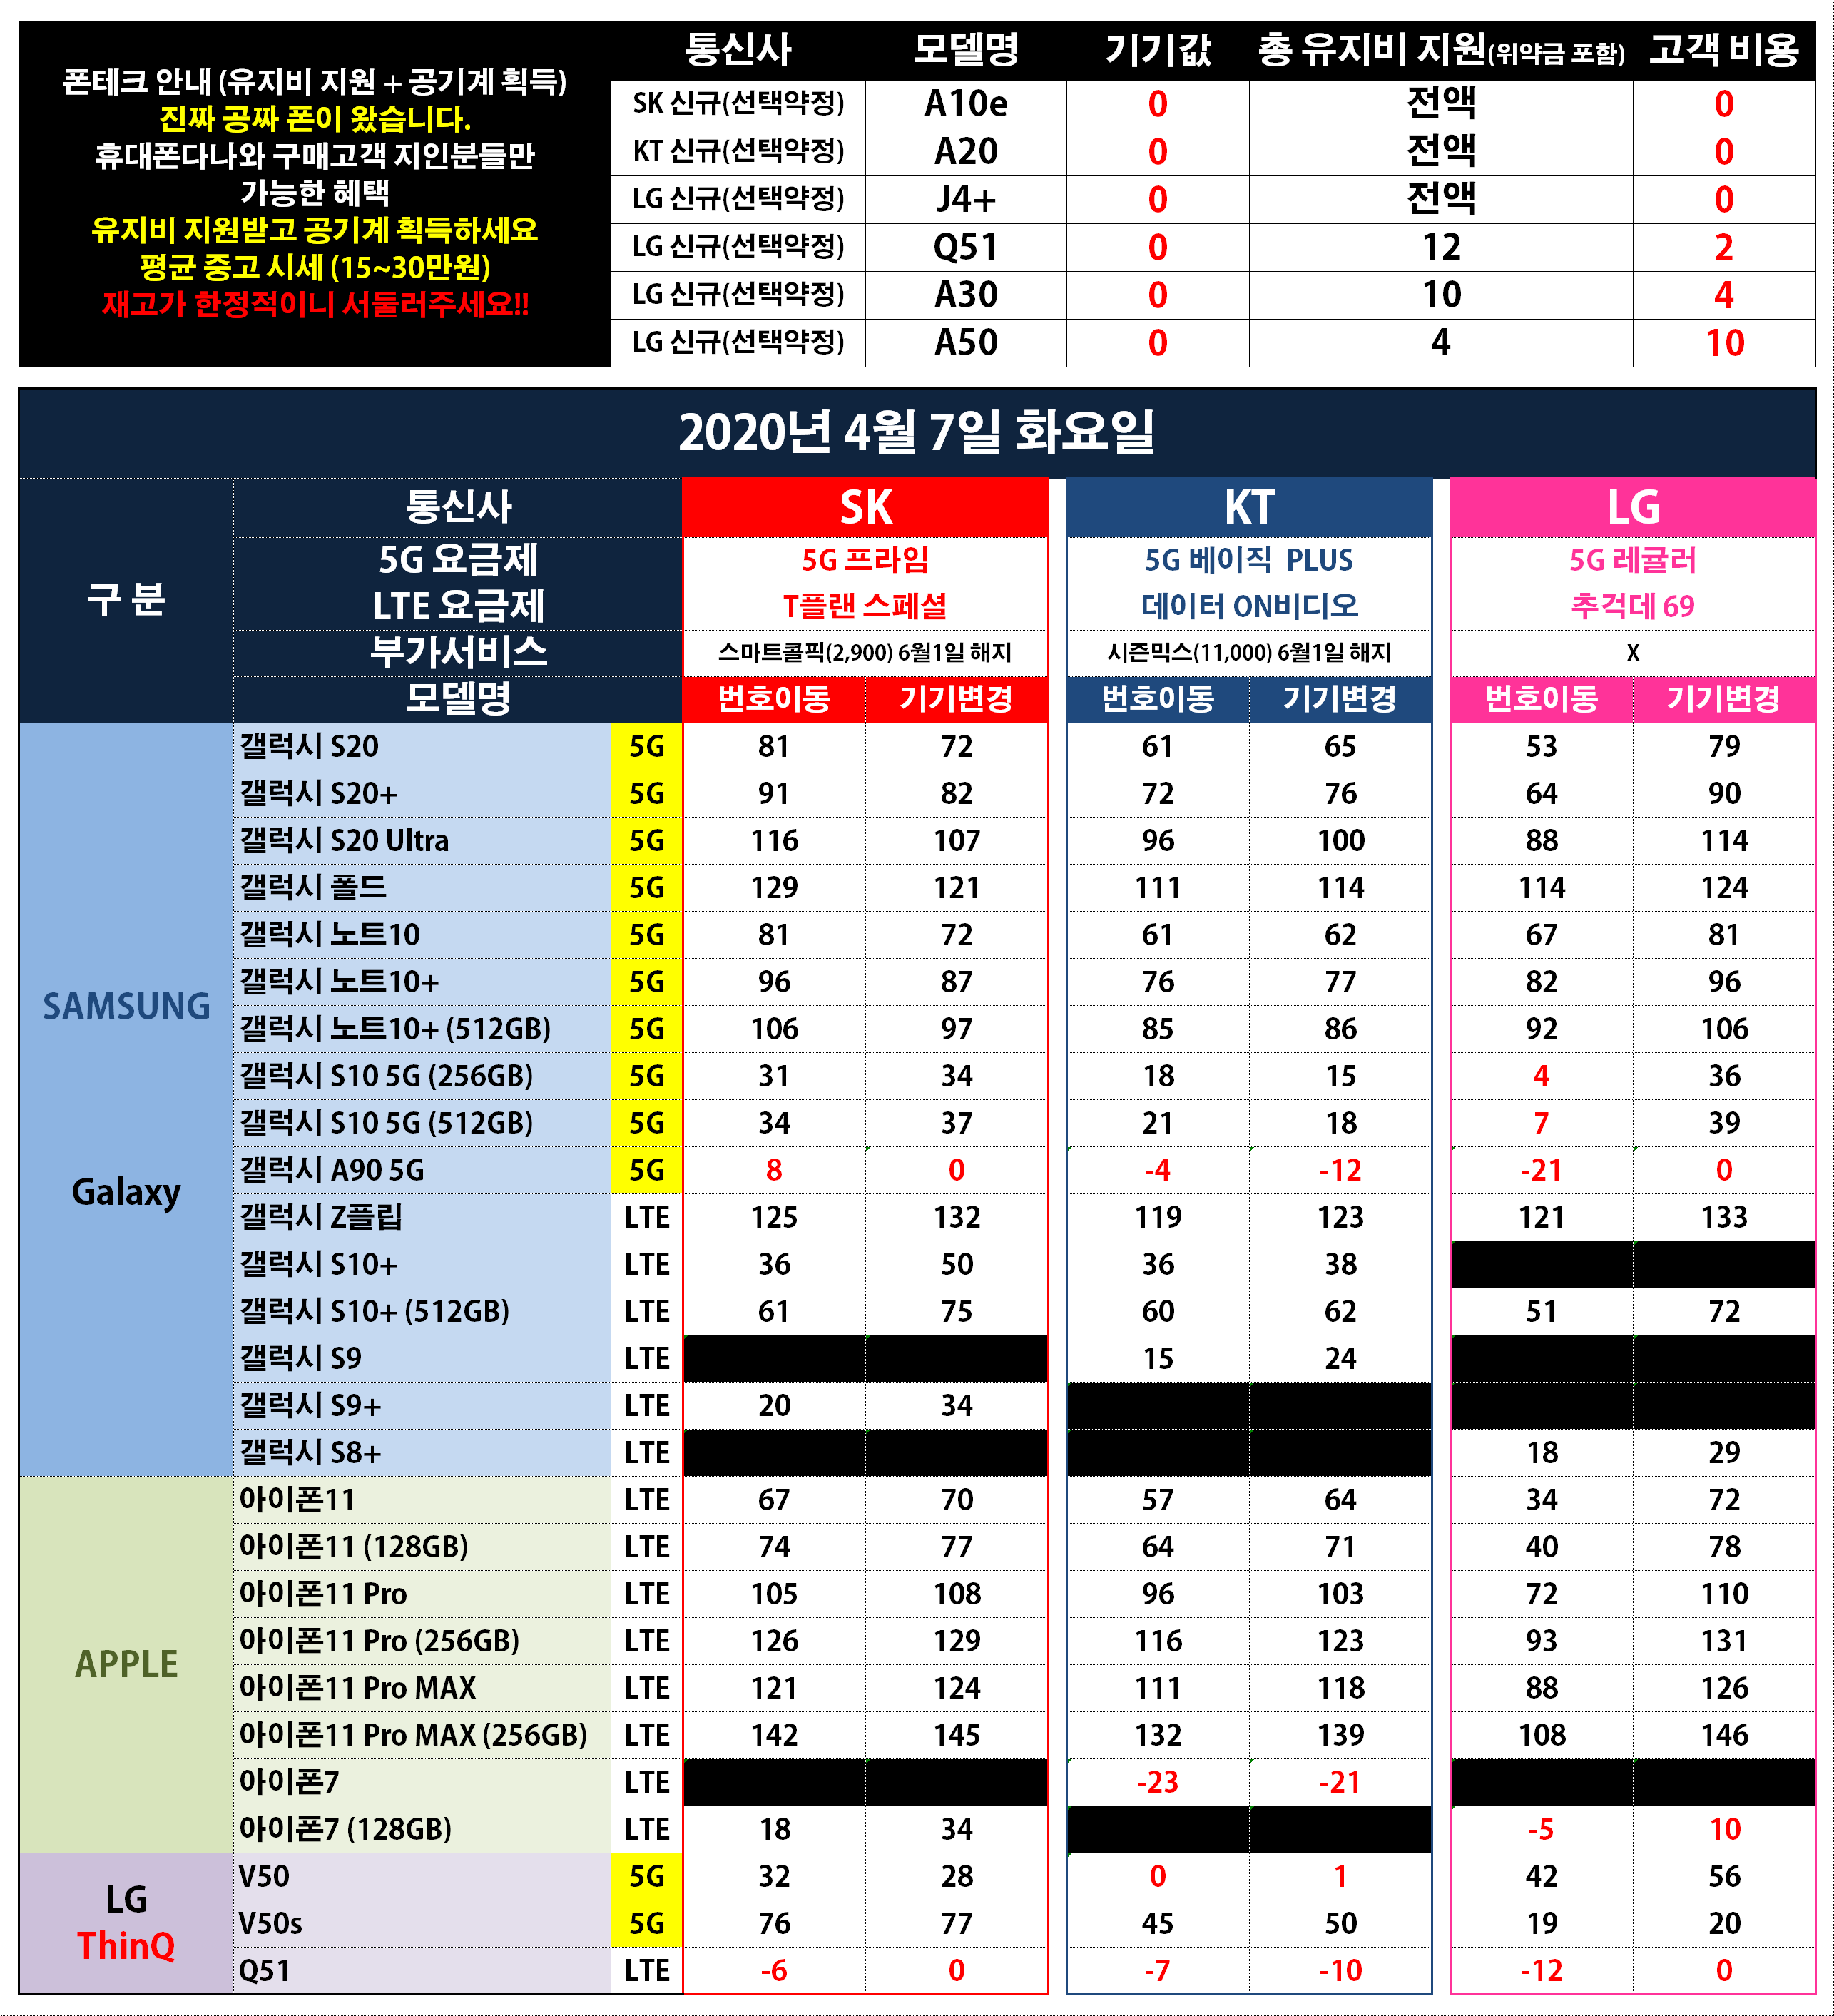 폰테크 안내 (유지비 지원 + 공기계 획득)
진짜 공짜 폰이 왔습니다.
휴대폰다나와 구매고객 지인분들만
가능한 혜택
유지비 지원받고 공기계 획득하세요
평균 중고 시세 (15~30만원)
재고가 한정적이니 서둘러주세요!!
통신사 모델명 기기값 총 유지비 지원(위약금 포함) 고객 비용
SK 신규(선택약정) A10e 0 전액 0
KT 신규(선택약정) A20 0 전액 0
LG 신규(선택약정) J4+ 0 전액 0
LG 신규(선택약정) Q51 0 12 2
LG 신규(선택약정) A30 0 10 4
LG 신규(선택약정) A50 0 4 10
2020년 4월 7일 화요일
구 분
통신사 SK KT LG
5G 요금제 5G 프라임 5G 베이직 PLUS 5G 레귤러
LTE 요금제 T플랜 스페셜 데이터 ON비디오 추걱데 69
부가서비스 스마트콜픽(2,900) 6월1일 해지 시즌믹스(11,000) 6월1일 해지 X
모델명 번호이동 기기변경 번호이동 기기변경 번호이동 기기변경
SAMSUNG
Galaxy
갤럭시 S20 5G 81 72 61 65 53 79
갤럭시 S20+ 5G 91 82 72 76 64 90
갤럭시 S20 Ultra 5G 116 107 96 100 88 114
갤럭시 폴드 5G 129 121 111 114 114 124
갤럭시 노트10 5G 81 72 61 62 67 81
갤럭시 노트10+ 5G 96 87 76 77 82 96
갤럭시 노트10+ (512GB) 5G 106 97 85 86 92 106
갤럭시 S10 5G (256GB) 5G 31 34 18 15 4 36
갤럭시 S10 5G (512GB) 5G 34 37 21 18 7 39
갤럭시 A90 5G 5G 8 0 -4 -12 -21 0
갤럭시 Z플립 LTE 125 132 119 123 121 133
갤럭시 S10+ LTE 36 50 36 38
갤럭시 S10+ (512GB) LTE 61 75 60 62 51 72
갤럭시 S9 LTE 15 24
갤럭시 S9+ LTE 20 34
갤럭시 S8+ LTE 18 29
APPLE
아이폰11 LTE 67 70 57 64 34 72
아이폰11 (128GB) LTE 74 77 64 71 40 78
아이폰11 Pro LTE 105 108 96 103 72 110
아이폰11 Pro (256GB) LTE 126 129 116 123 93 131
아이폰11 Pro MAX LTE 121 124 111 118 88 126
아이폰11 Pro MAX (256GB) LTE 142 145 132 139 108 146
아이폰7 LTE -23 -21
아이폰7 (128GB) LTE 18 34 -5 10
LG
ThinQ
V50 5G 32 28 0 1 42 56
V50s 5G 76 77 45 50 19 20
Q51 LTE -6 0 -7 -10 -12 0